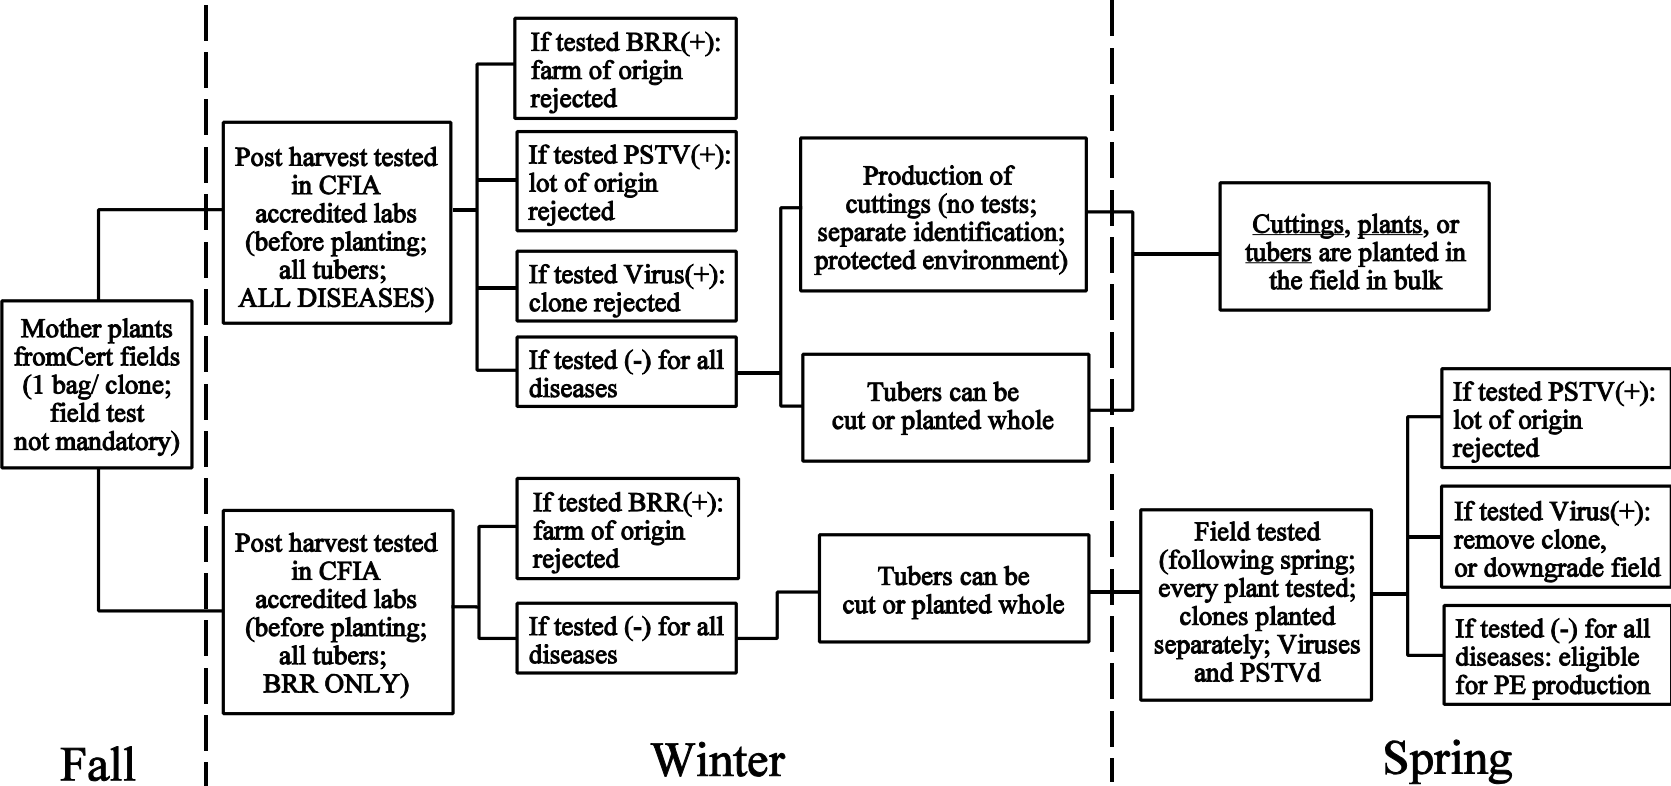 Mother plants
fromCert fields
(1 bag/ clone;
field test
not mandatory)
Post harvest tested
in CFIA
accredited labs
(before planting;
all tubers;
ALL DISEASES)
If tested BRR(+):
farm of origin
rejected
If tested PSTV(+):
lot of origin
rejected
If tested Virus(+):
clone rejected
If tested (-) for all
diseases
Production of
cuttings (no tests;
separate identification;
protected environment)
Tubers can be
cut or planted whole
Cuttings, plants, or
tubers are planted in
the field in bulk
Post harvest tested
in CFIA
accredited labs
(before planting;
all tubers;
BRR ONLY)
If tested BRR(+):
farm of origin
rejected
If tested (-) for all
diseases
Tubers can be
cut or planted whole
Field tested
(following spring;
every plant tested;
clones planted
separately; Viruses
and PSTVd
If tested PSTV(+):
lot of origin
rejected
If tested Virus(+):
remove clone,
or downgrade field
If tested (-) for all
diseases: eligible
for PE production
Fall
Winter
Spring